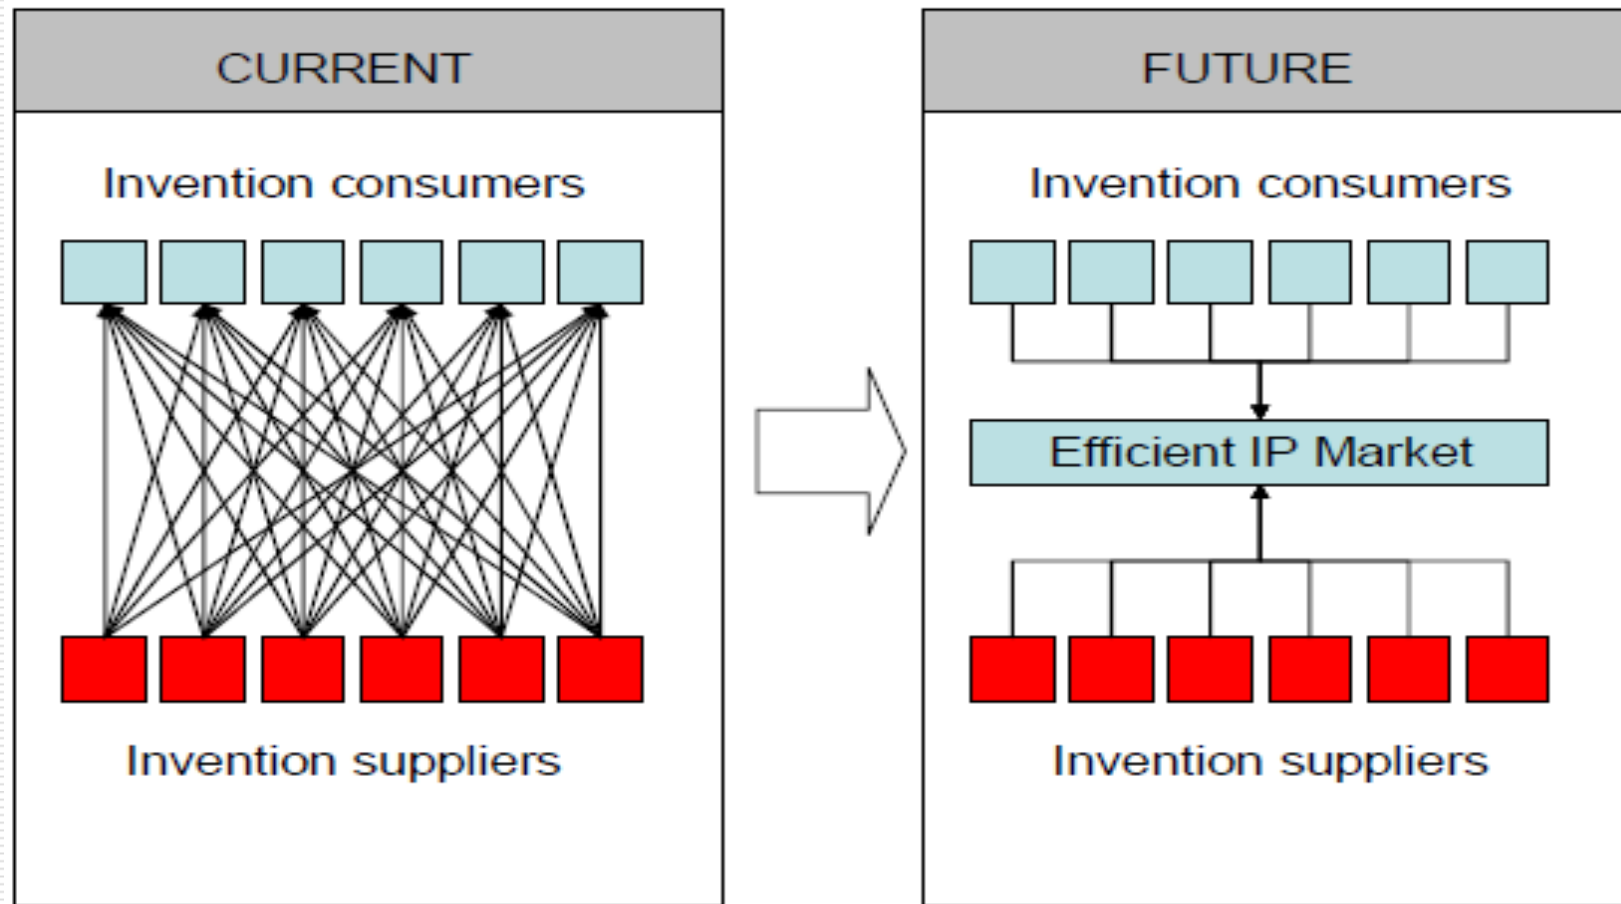 CURRENT
Invention consumers
Invention suppliers
FUTURE
Invention consumers
Efficient IP Market
Invention suppliers